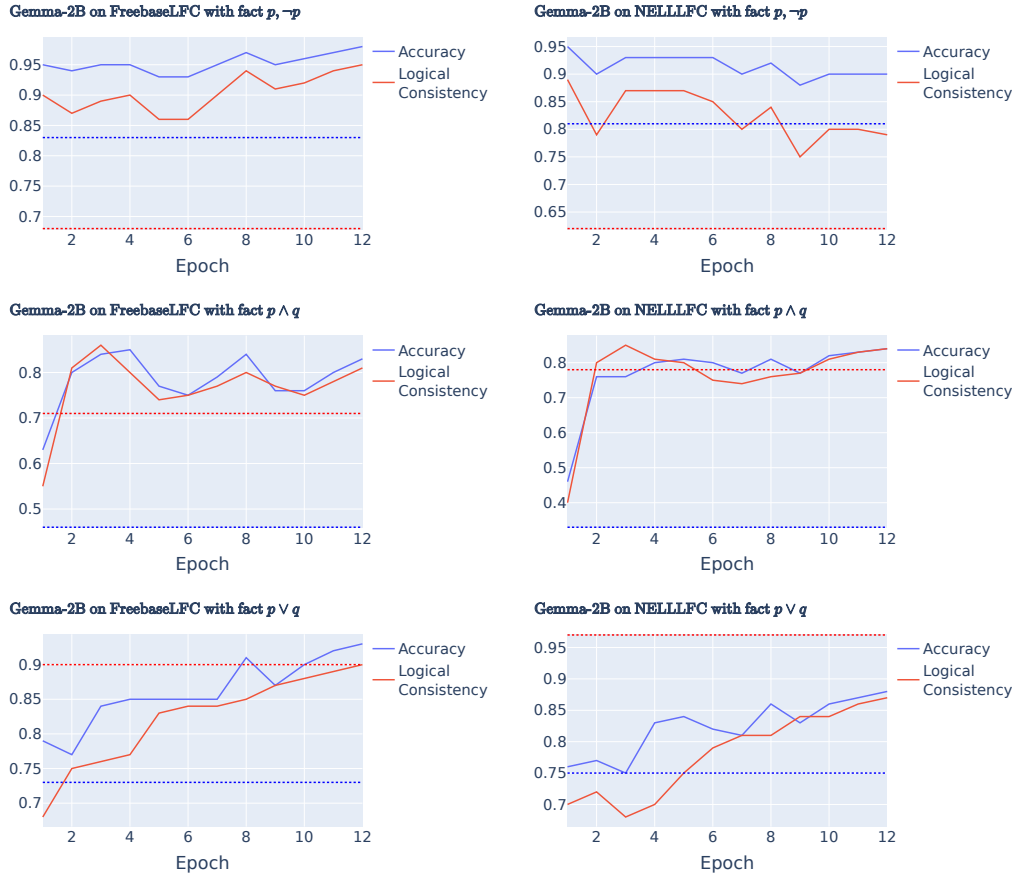 Gemma-2B on FreebaseLFC with fact p, ¬p
0.95
0.9
0.85
0.8
0.75
0.7
2 4 6 8 10 12
Epoch
Accuracy
Logical
Consistency
Gemma-2B on NELLLFC with fact p, ¬p
0.95
0.9
0.85
0.8
0.75
0.7
0.65
2 4 6 8 10 12
Epoch
Accuracy
Logical
Consistency
Gemma-2B on FreebaseLFC with fact p ∧ q
0.8
0.7
0.6
0.5
2 4 6 8 10 12
Epoch
Accuracy
Logical
Consistency
Gemma-2B on NELLLFC with fact p ∧ q
0.8
0.7
0.6
0.5
0.4
2 4 6 8 10 12
Epoch
Accuracy
Logical
Consistency
Gemma-2B on FreebaseLFC with fact p ∨ q
0.9
0.85
0.8
0.75
0.7
2 4 6 8 10 12
Epoch
Accuracy
Logical
Consistency
Gemma-2B on NELLLFC with fact p ∨ q
0.95
0.9
0.85
0.8
0.75
0.7
2 4 6 8 10 12
Epoch
Accuracy
Logical
Consistency